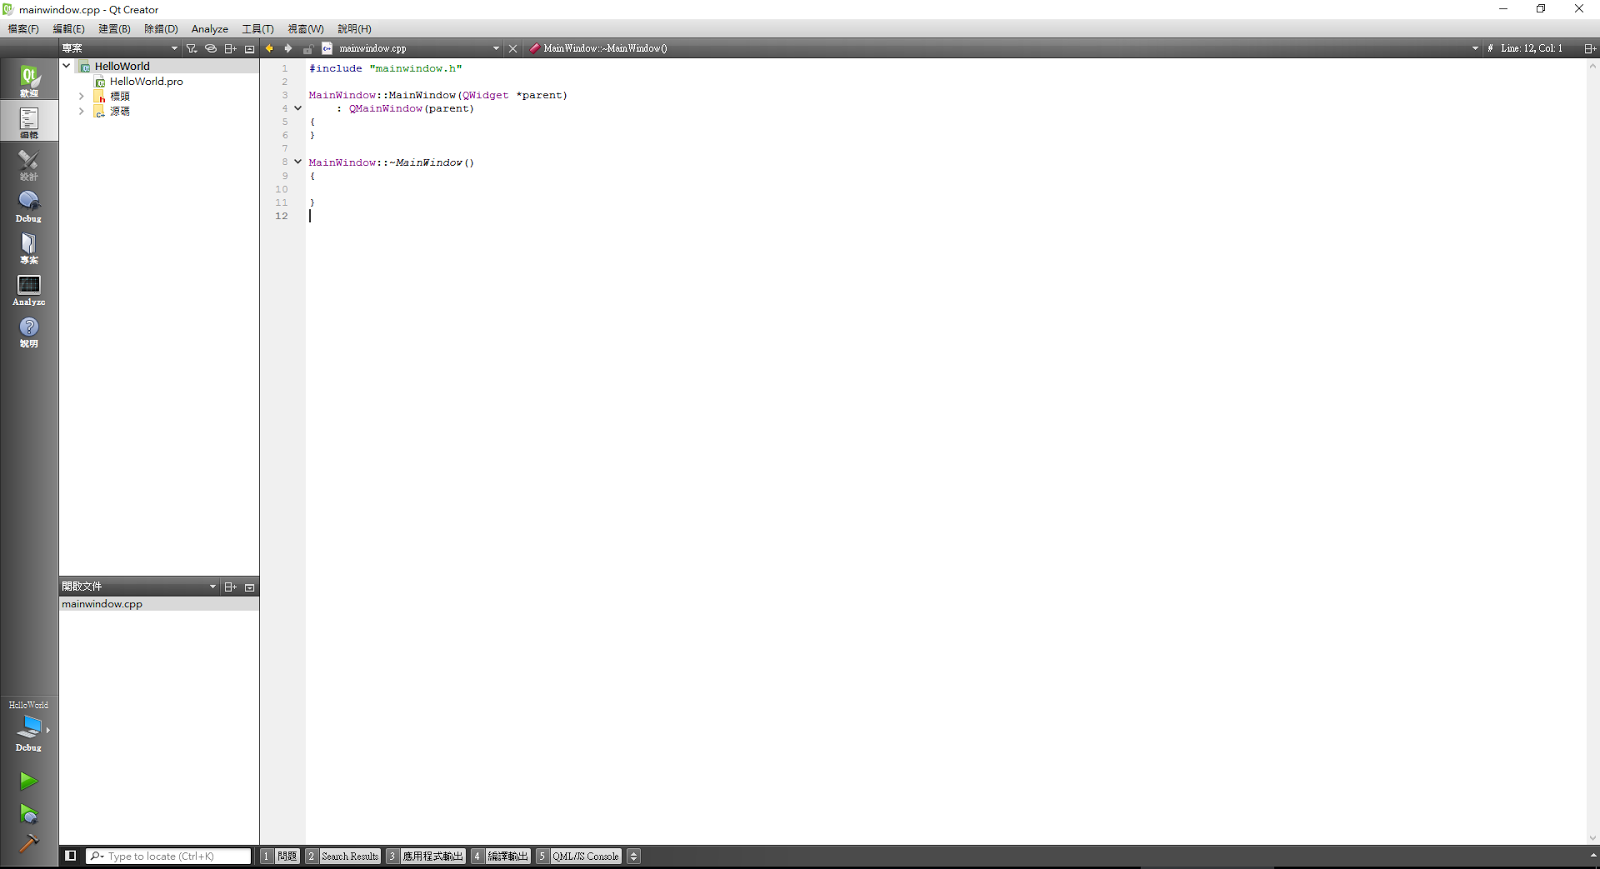 mainwindow.cpp - Qt Creator
檔案(F) 編輯(E) 建置(B) 除錯(D) Analyze 工具(T) 視窗(W) 說明(H)
專案
mainwindow.cpp
MainWindow::~MainWindow()
# Line: 12, Col: 1
歡迎
編輯
設計
Debug
專案
Analyze
說明
HelloWorld
HelloWorld.pro
標頭
源碼
1 #include "mainwindow.h"
2
3 MainWindow::MainWindow(QWidget *parent)
4 : QMainWindow(parent)
5 {
6 }
7
8 MainWindow::~MainWindow()
9 {
10
11 }
12
開啟文件
mainwindow.cpp
HelloWorld
Debug
Type to locate (Ctrl+K)
1 問題 2 Search Results 3 應用程式輸出 4 編譯輸出 5 QML/JS Console